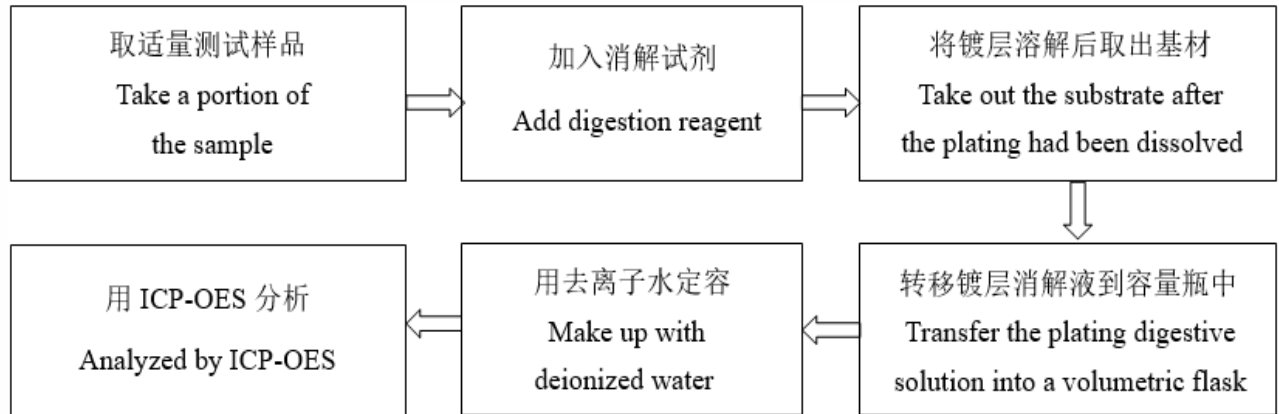 取适量测试样品
Take a portion of
the sample
加入消解试剂
Add digestion reagent
将镀层溶解后取出基材
Take out the substrate after
the plating had been dissolved
转移镀层消解液到容量瓶中
Transfer the plating digestive
solution into a volumetric flask
用去离子水定容
Make up with
deionized water
用 ICP-OES 分析
Analyzed by ICP-OES